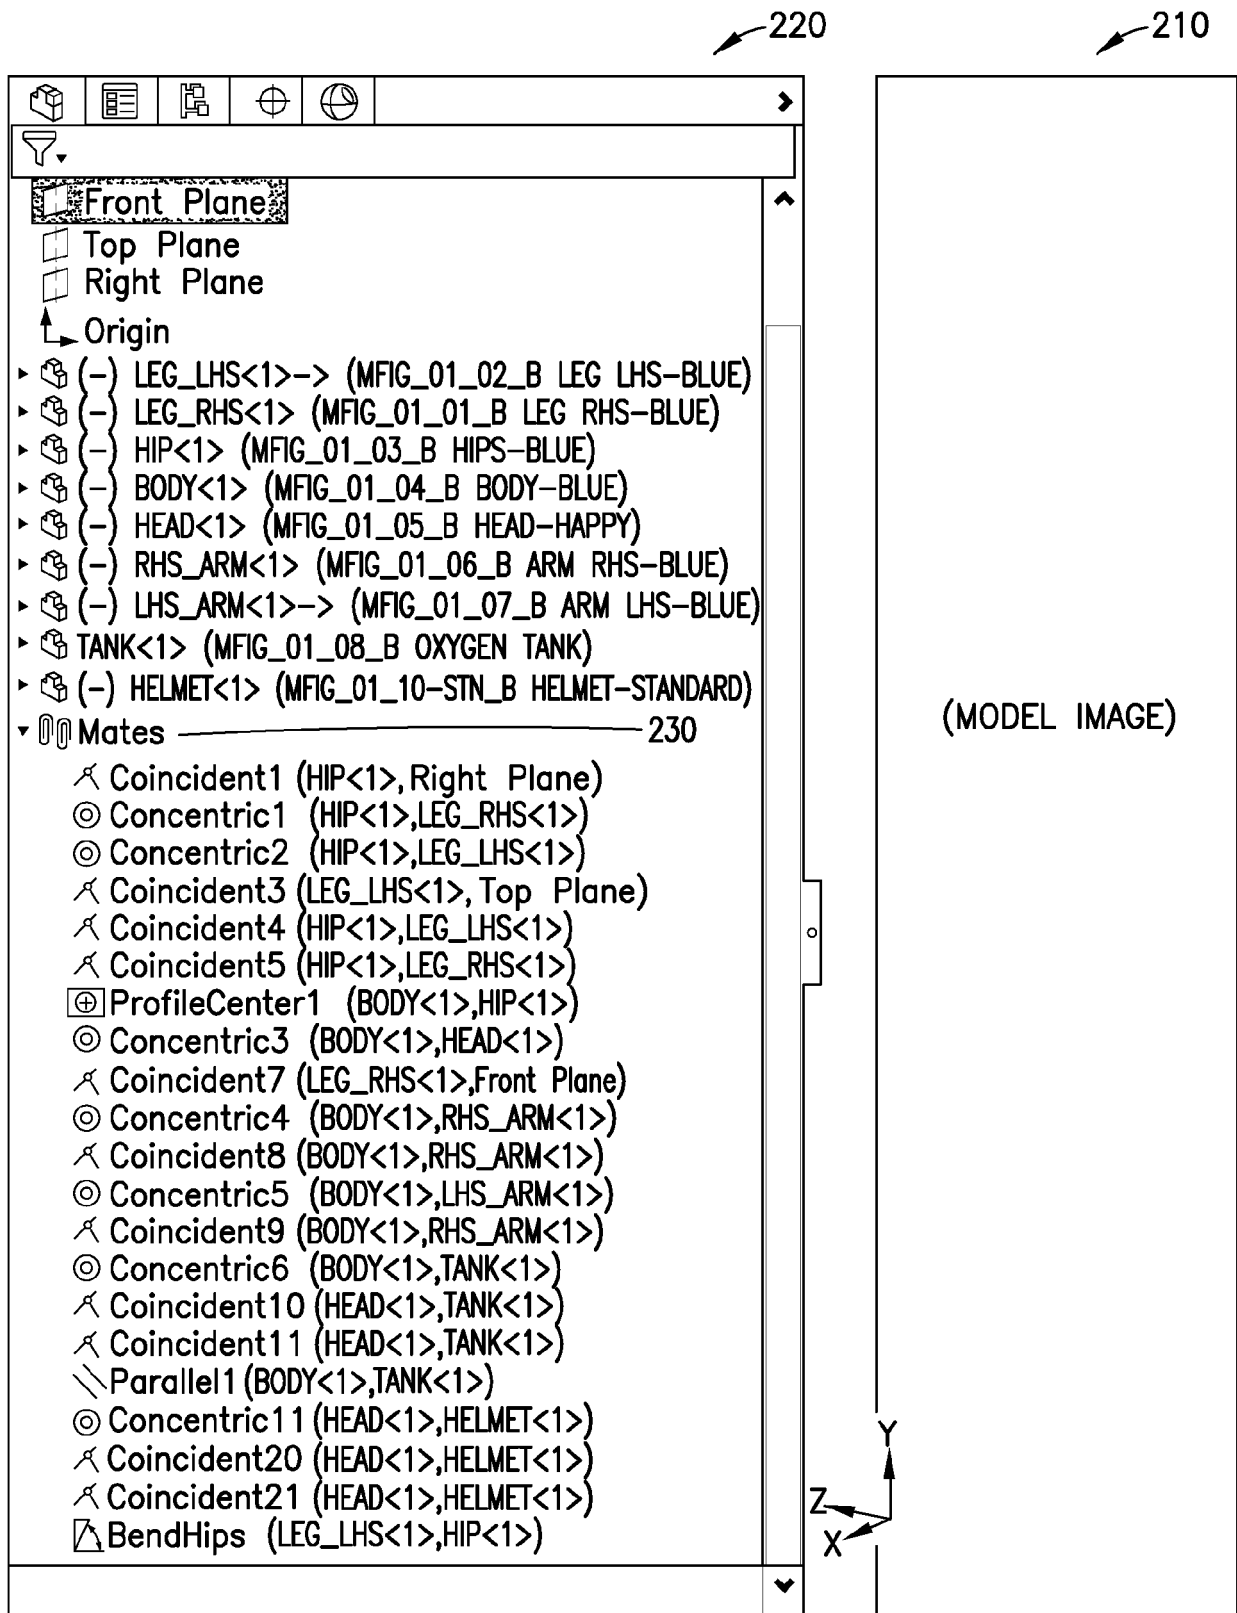 220
210
Front Plane
Top Plane
Right Plane
Origin
(-) LEG_LHS<1>-> (MFIG_01_02_B LEG LHS-BLUE)
(-) LEG_RHS<1> (MFIG_01_01_B LEG RHS-BLUE)
(-) HIP<1> (MFIG_01_03_B HIPS-BLUE)
(-) BODY<1> (MFIG_01_04_B BODY-BLUE)
(-) HEAD<1> (MFIG_01_05_B HEAD-HAPPY)
(-) RHS_ARM<1> (MFIG_01_06_B ARM RHS-BLUE)
(-) LHS_ARM<1>-> (MFIG_01_07_B ARM LHS-BLUE)
TANK<1> (MFIG_01_08_B OXYGEN TANK)
(-) HELMET<1> (MFIG_01_10-STN_B HELMET-STANDARD)
Mates 230
(MODEL IMAGE)
Coincident1 (HIP<1>,Right Plane)
Concentric1 (HIP<1>,LEG_RHS<1>)
Concentric2 (HIP<1>,LEG_LHS<1>)
Coincident3 (LEG_LHS<1>,Top Plane)
Coincident4 (HIP<1>,LEG_LHS<1>)
Coincident5 (HIP<1>,LEG_RHS<1>)
ProfileCenter1 (BODY<1>,HIP<1>)
Concentric3 (BODY<1>,HEAD<1>)
Coincident7 (LEG_RHS<1>,Front Plane)
Concentric4 (BODY<1>,RHS_ARM<1>)
Coincident8 (BODY<1>,RHS_ARM<1>)
Concentric5 (BODY<1>,LHS_ARM<1>)
Coincident9 (BODY<1>,RHS_ARM<1>)
Concentric6 (BODY<1>,TANK<1>)
Coincident10 (HEAD<1>,TANK<1>)
Coincident11 (HEAD<1>,TANK<1>)
Parallel1 (BODY<1>,TANK<1>)
Concentric11 (HEAD<1>,HELMET<1>)
Coincident20 (HEAD<1>,HELMET<1>)
Coincident21 (HEAD<1>,HELMET<1>)
BendHips (LEG_LHS<1>,HIP<1>)
Y
Z
X